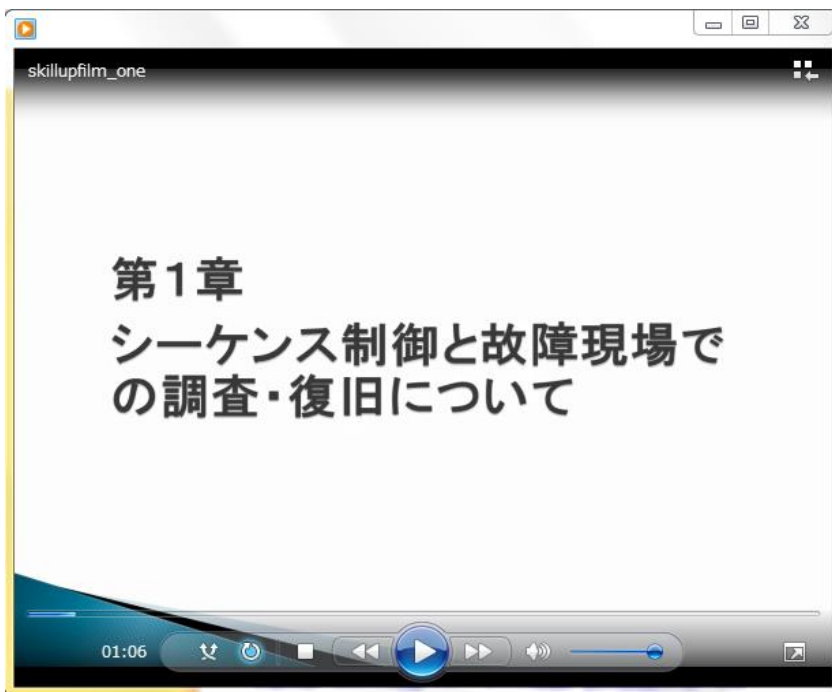 skillupfilm_one
第1章
シーケンス制御と故障現場で
の調査・復旧について
01:06